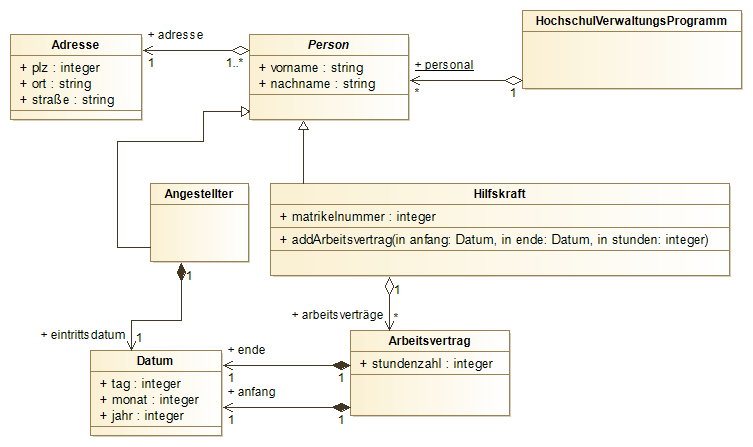 HochschulVerwaltungsProgramm
+ adresse
Adresse
Person
+ plz : integer
+ ort : string
+ straße : string
1
1..*
+ vorname : string
+ nachname : string
+ personal
*
1
Angestellter
Hilfskraft
+ matrikelnummer : integer
+ addArbeitsvertrag(in anfang: Datum, in ende: Datum, in stunden: integer)
1
1
+ arbeitsverträge
*
+ eintrittsdatum
1
Datum
+ tag : integer
+ monat : integer
+ jahr : integer
+ ende
1
1
+ anfang
1
1
Arbeitsvertrag
+ stundenzahl : integer